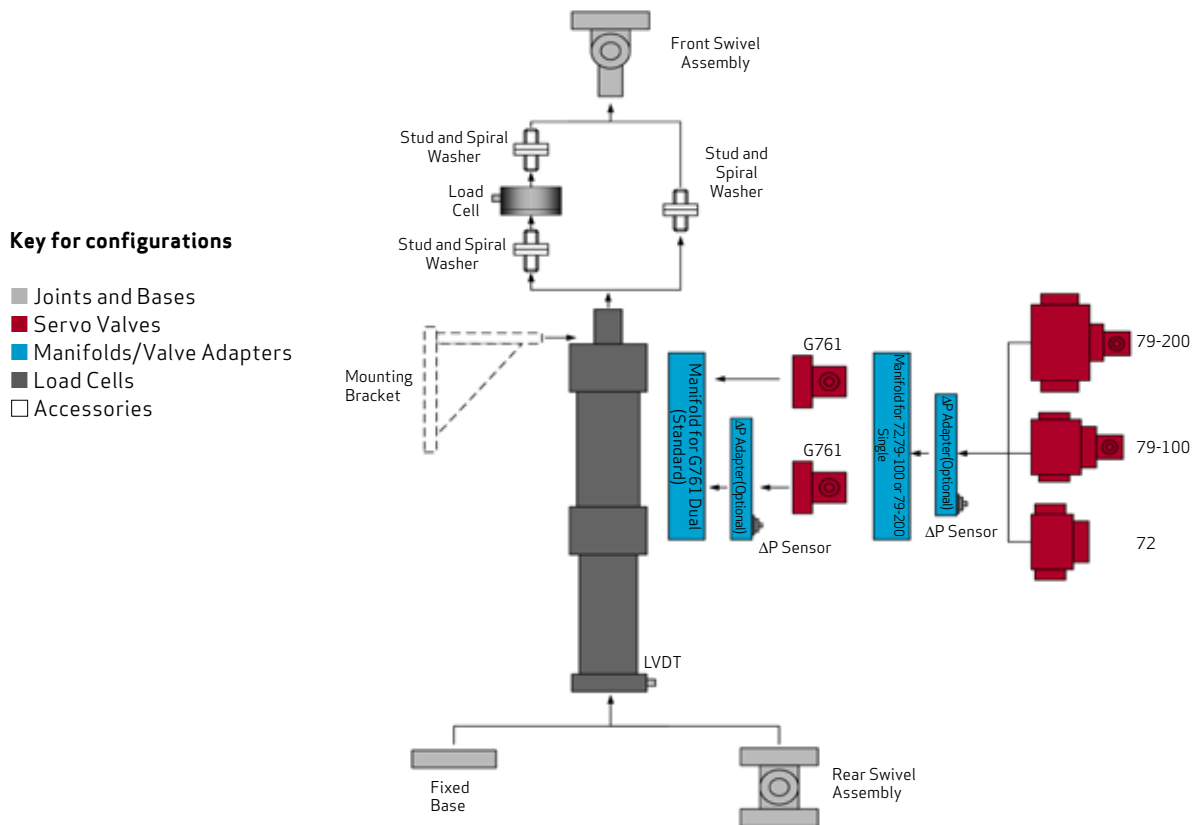 Front Swivel
Assembly
Stud and Spiral
Washer
Stud and
Spiral
Washer
Load
Cell
Stud and Spiral
Washer
Key for configurations
Joints and Bases
Servo Valves
Manifolds/Valve Adapters
Load Cells
Accessories
Mounting
Bracket
Manifold for G761 Dual
(Standard)
ΔP Adapter(Optional)
G761
G761
ΔP Sensor
Manifold for 72,79-100 or 79-200
Single
ΔP Adapter(Optional)
ΔP Sensor
79-200
79-100
72
LVDT
Fixed
Base
Rear Swivel
Assembly